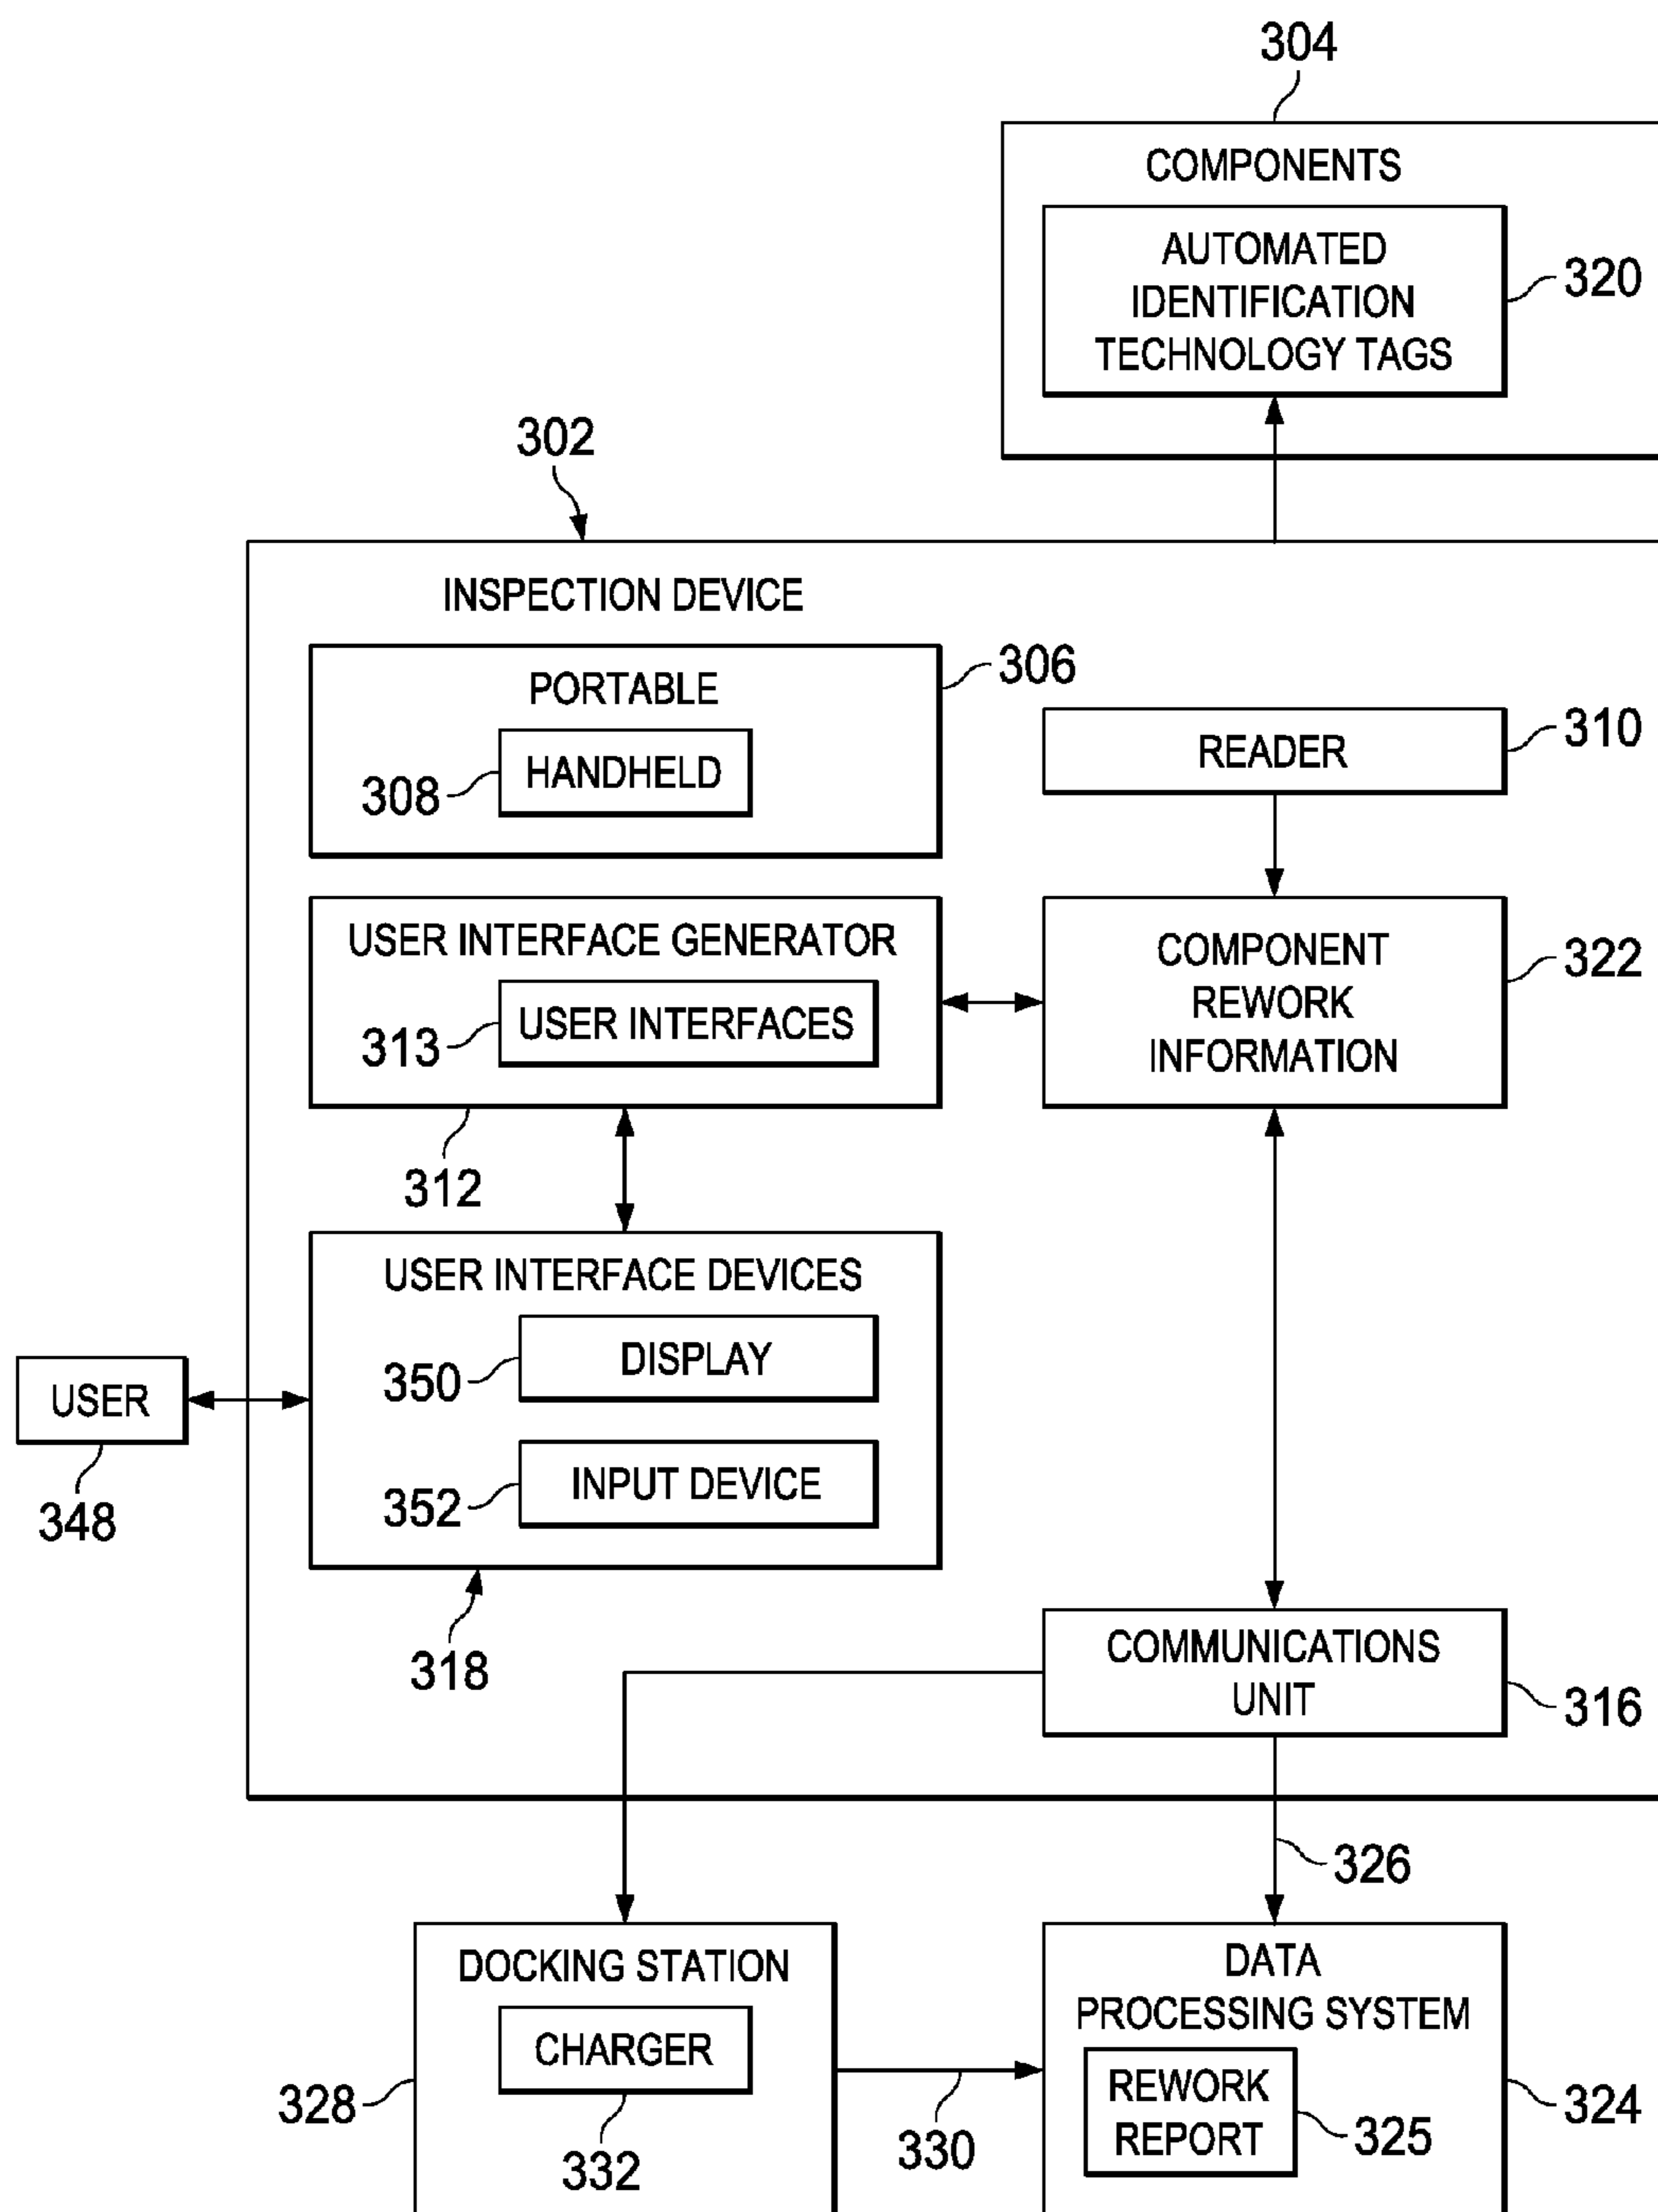 304
COMPONENTS
AUTOMATED
IDENTIFICATION
TECHNOLOGY TAGS
320
302
INSPECTION DEVICE
PORTABLE
306
HANDHELD
308
READER
310
USER INTERFACE GENERATOR
USER INTERFACES
313
312
COMPONENT
REWORK
INFORMATION
322
USER INTERFACE DEVICES
DISPLAY
350
INPUT DEVICE
352
USER
348
318
COMMUNICATIONS
UNIT
316
326
DOCKING STATION
CHARGER
328
332
330
DATA
PROCESSING SYSTEM
REWORK
REPORT
325
324